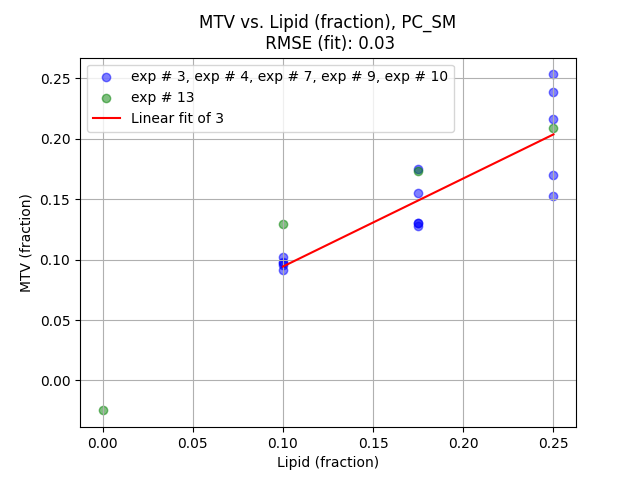 MTV vs. Lipid (fraction), PC_SM
RMSE (fit): 0.03
exp # 3, exp # 4, exp # 7, exp # 9, exp # 10
exp # 13
Linear fit of 3
MTV (fraction)
0.25
0.20
0.15
0.10
0.05
0.00
0.00 0.05 0.10 0.15 0.20 0.25
Lipid (fraction)